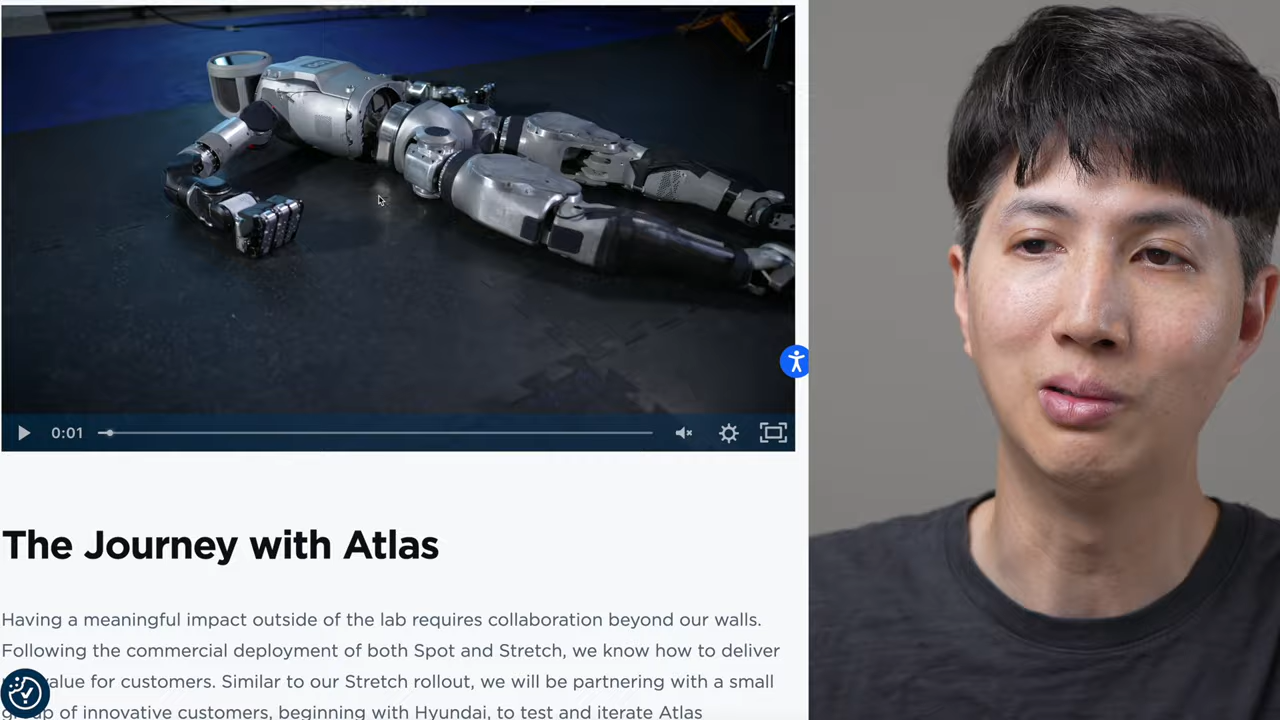 0:01
The Journey with Atlas
Having a meaningful impact outside of the lab requires collaboration beyond our walls.
Following the commercial deployment of both Spot and Stretch, we know how to deliver
value for customers. Similar to our Stretch rollout, we will be partnering with a small
of innovative customers, beginning with Hyundai, to test and iterate Atlas